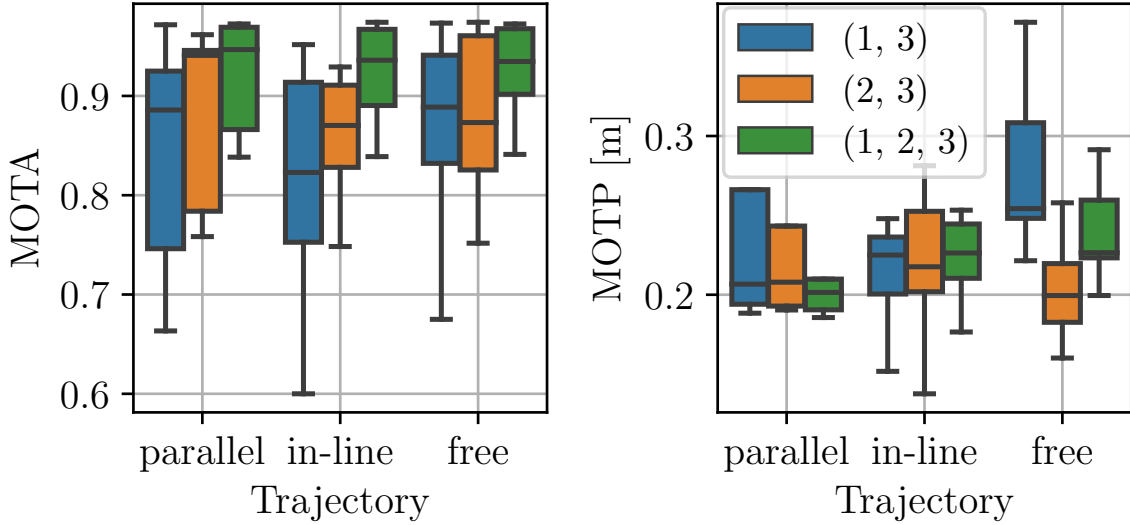 MOTA
0.9
0.8
0.7
0.6
parallel in-line free
Trajectory
MOTP [m]
0.3
0.2
(1, 3)
(2, 3)
(1, 2, 3)
parallel in-line free
Trajectory